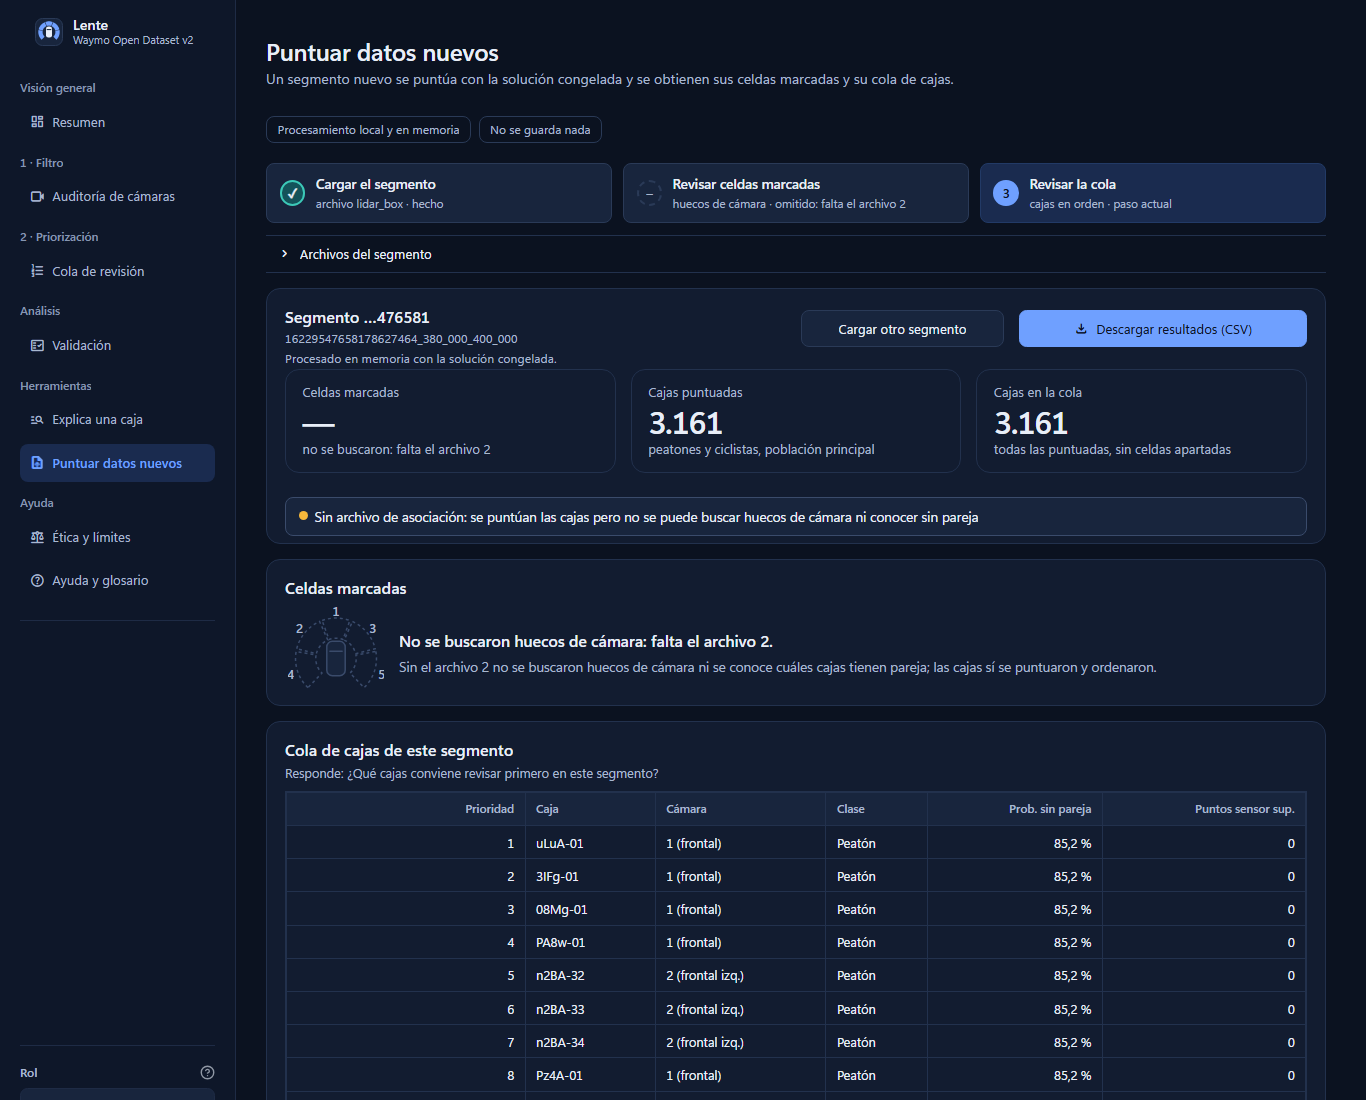 Lente
Waymo Open Dataset v2
Visión general
Resumen
1 · Filtro
Auditoría de cámaras
2 · Priorización
Cola de revisión
Análisis
Validación
Herramientas
Explica una caja
Puntuar datos nuevos
Ayuda
Ética y límites
Ayuda y glosario
Rol
Puntuar datos nuevos
Un segmento nuevo se puntúa con la solución congelada y se obtienen sus celdas marcadas y su cola de cajas.
Procesamiento local y en memoria
No se guarda nada
Cargar el segmento
archivo lidar_box · hecho
Revisar celdas marcadas
huecos de cámara · omitido: falta el archivo 2
3
Revisar la cola
cajas en orden · paso actual
Archivos del segmento
Segmento ...476581
16229547658178627464_380_000_400_000
Procesado en memoria con la solución congelada.
Cargar otro segmento
Descargar resultados (CSV)
Celdas marcadas
—
no se buscaron: falta el archivo 2
Cajas puntuadas
3.161
peatones y ciclistas, población principal
Cajas en la cola
3.161
todas las puntuadas, sin celdas apartadas
Sin archivo de asociación: se puntúan las cajas pero no se puede buscar huecos de cámara ni conocer sin pareja
Celdas marcadas
1
2 3
4 5
No se buscaron huecos de cámara: falta el archivo 2.
Sin el archivo 2 no se buscaron huecos de cámara ni se conoce cuáles cajas tienen pareja; las cajas sí se puntuaron y ordenaron.
Cola de cajas de este segmento
Responde: ¿Qué cajas conviene revisar primero en este segmento?
Prioridad Caja Cámara Clase Prob. sin pareja Puntos sensor sup.
1 uLuA-01 1 (frontal) Peatón 85,2 % 0
2 3IFg-01 1 (frontal) Peatón 85,2 % 0
3 08Mg-01 1 (frontal) Peatón 85,2 % 0
4 PA8w-01 1 (frontal) Peatón 85,2 % 0
5 n2BA-32 2 (frontal izq.) Peatón 85,2 % 0
6 n2BA-33 2 (frontal izq.) Peatón 85,2 % 0
7 n2BA-34 2 (frontal izq.) Peatón 85,2 % 0
8 Pz4A-01 1 (frontal) Peatón 85,2 % 0